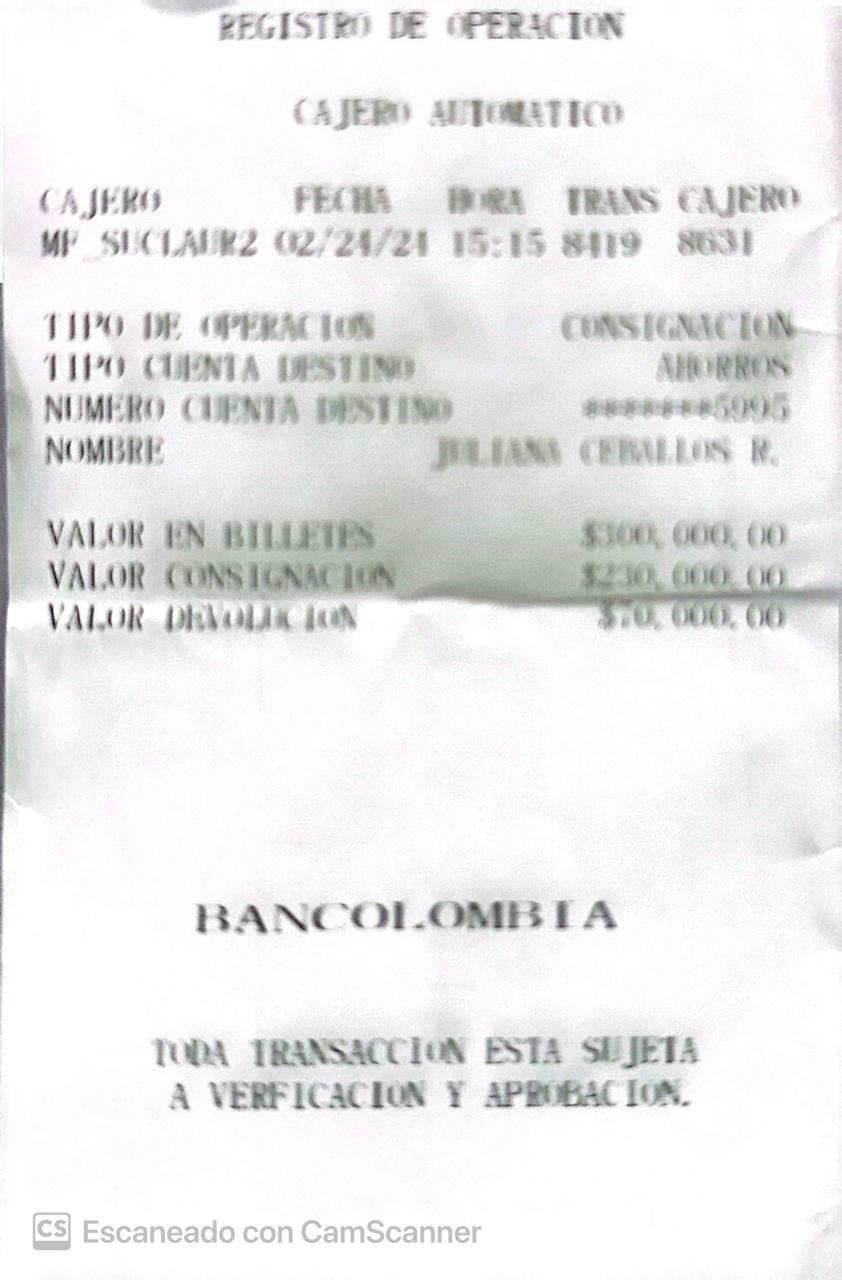 REGISTRO DE OPERACION
CAJERO AUTOMATICO
CAJERO FECHA HORA TRANS CAJERO
MF_SUCLAUR2 02/24/24 15:15 8419 8631
TIPO DE OPERACION CONSIGNACION
TIPO CUENTA DESTINO AHORROS
NUMERO CUENTA DESTINO *******5995
NOMBRE JULIANA CEBALLOS R.
VALOR EN BILLETES $300,000,00
VALOR CONSIGNACION $230,000,00
VALOR DEVOLUCION $70,000,00
BANCOLOMBIA
TODA TRANSACCION ESTA SUJETA
A VERFICACION Y APROBACION.
CS Escaneado con CamScanner